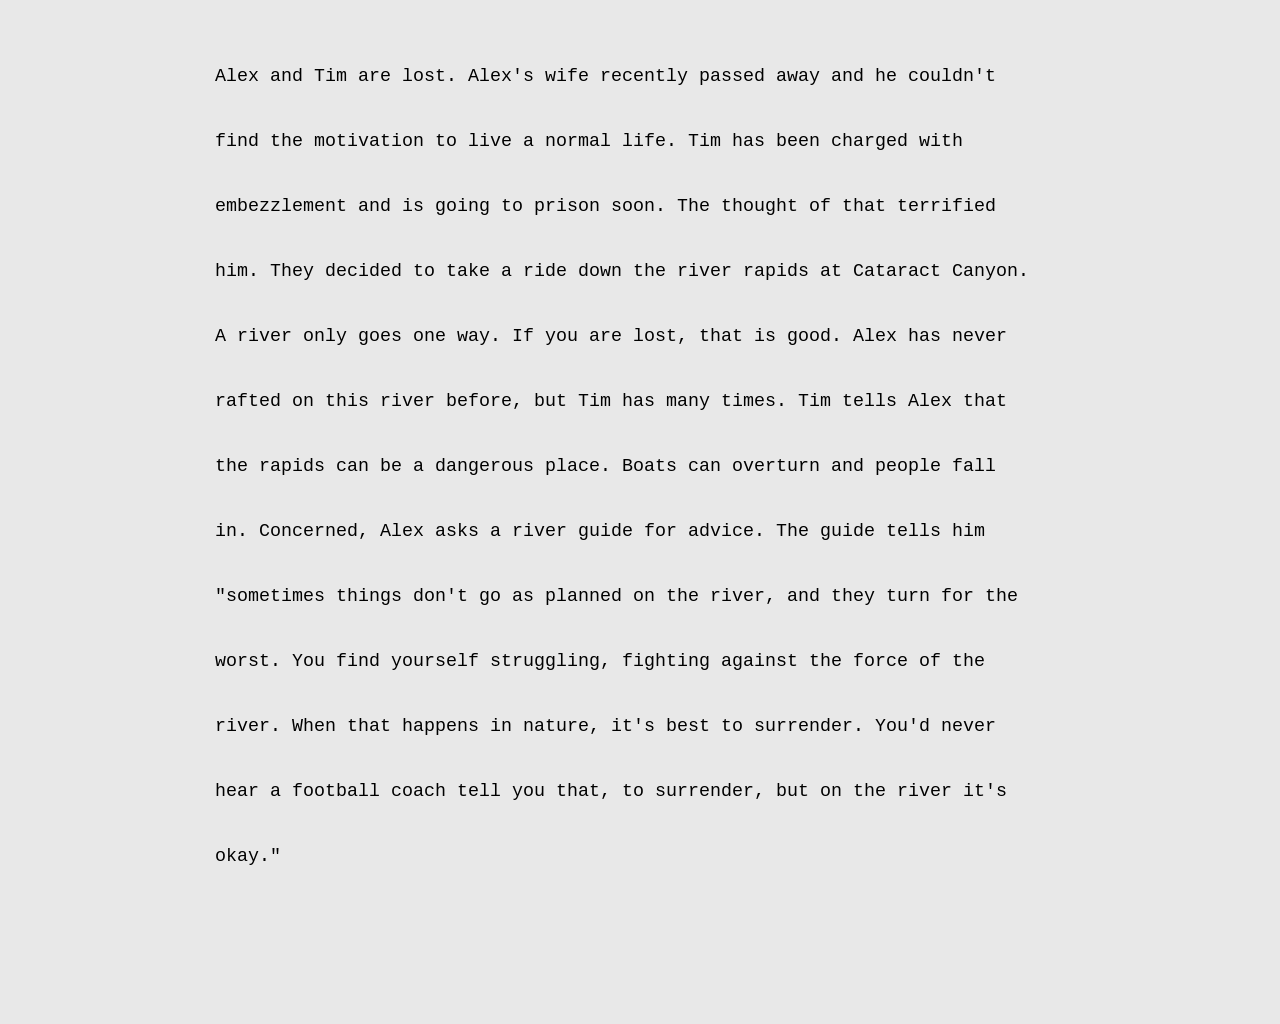 Alex and Tim are lost. Alex's wife recently passed away and he couldn't
find the motivation to live a normal life. Tim has been charged with
embezzlement and is going to prison soon. The thought of that terrified
him. They decided to take a ride down the river rapids at Cataract Canyon.
A river only goes one way. If you are lost, that is good. Alex has never
rafted on this river before, but Tim has many times. Tim tells Alex that
the rapids can be a dangerous place. Boats can overturn and people fall
in. Concerned, Alex asks a river guide for advice. The guide tells him
"sometimes things don't go as planned on the river, and they turn for the
worst. You find yourself struggling, fighting against the force of the
river. When that happens in nature, it's best to surrender. You'd never
hear a football coach tell you that, to surrender, but on the river it's
okay."